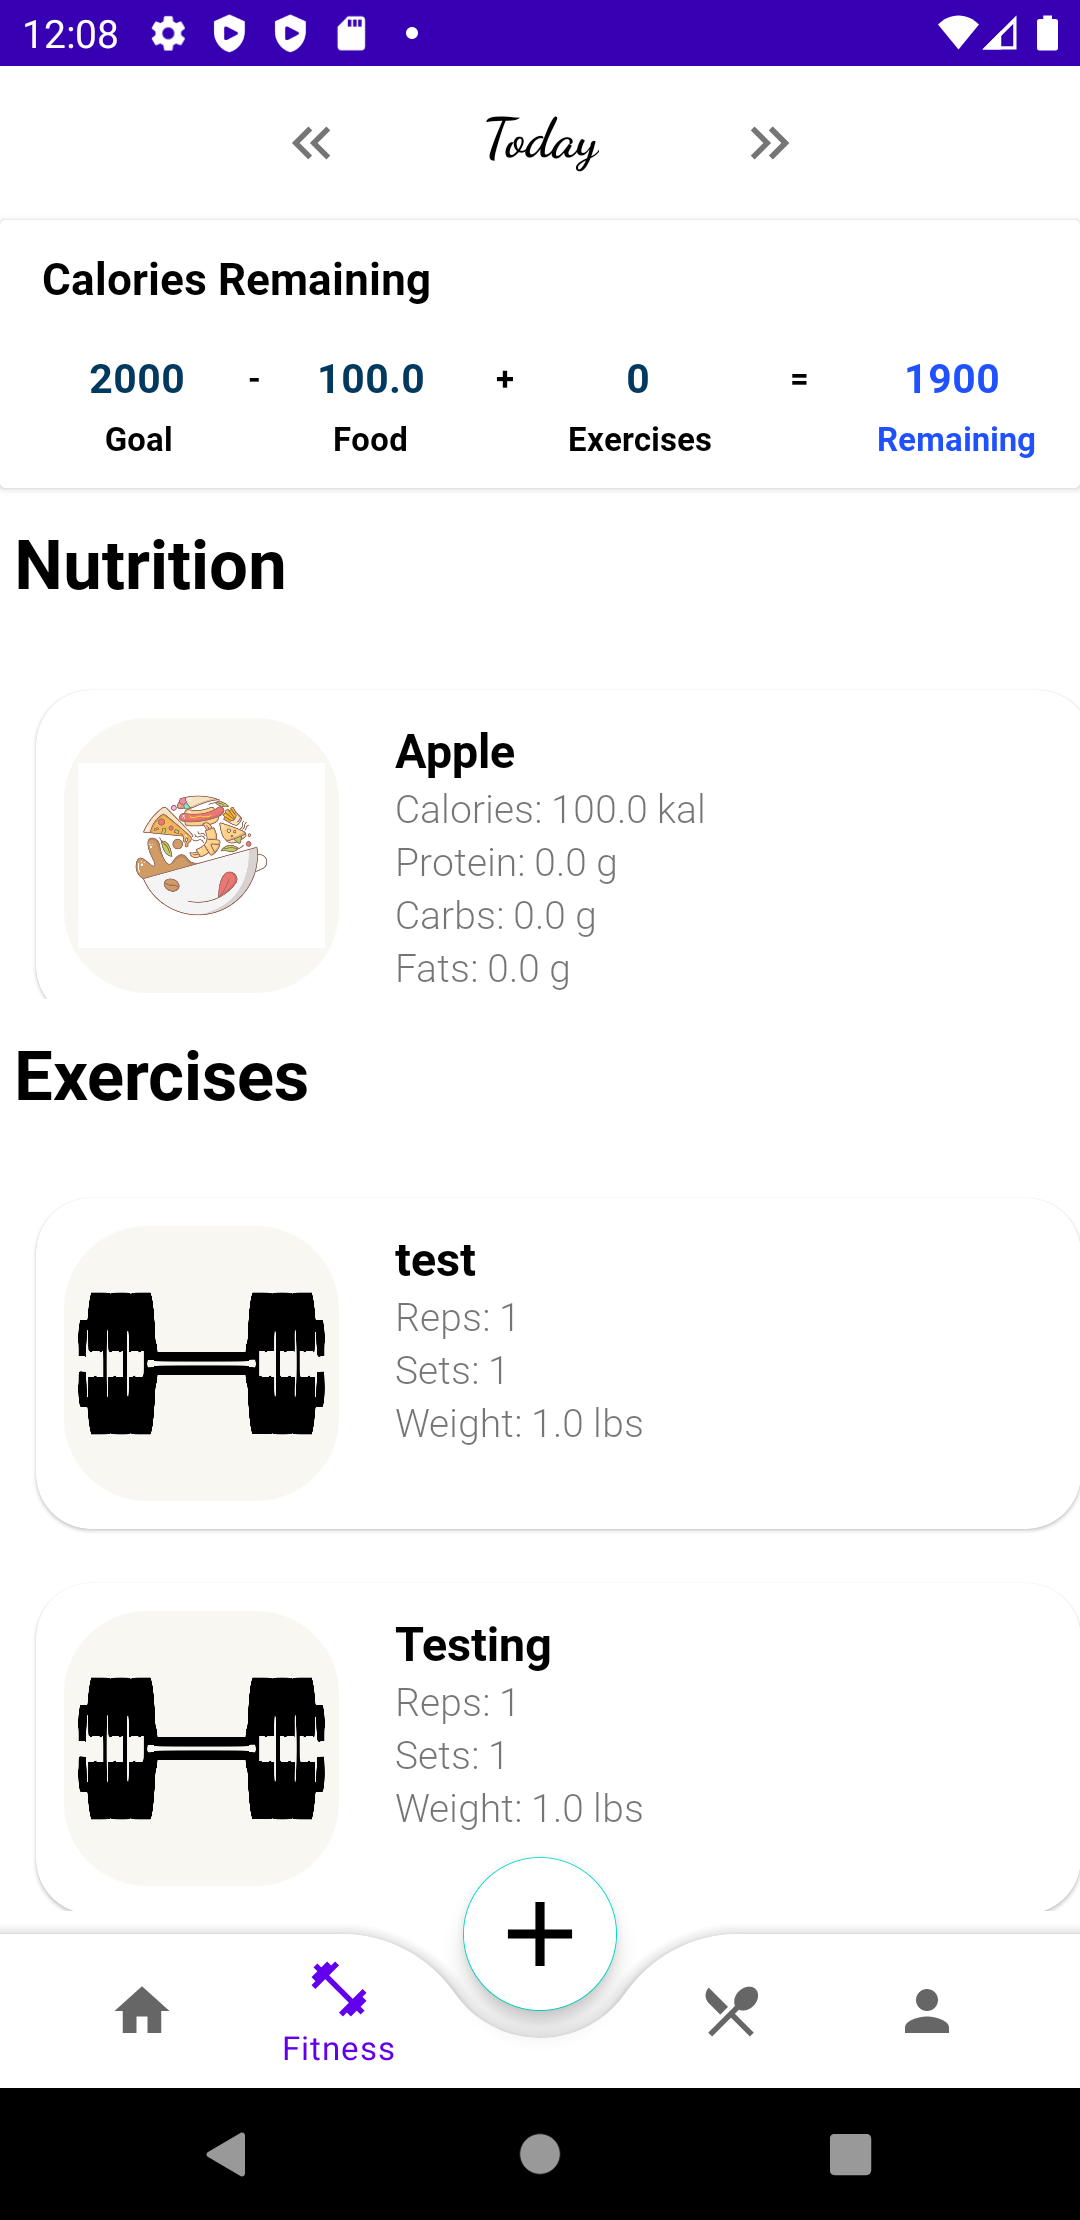 12:08
Today
Calories Remaining
2000 - 100.0 + 0 = 1900
Goal Food Exercises Remaining
Nutrition
Apple
Calories: 100.0 kal
Protein: 0.0 g
Carbs: 0.0 g
Fats: 0.0 g
Exercises
test
Reps: 1
Sets: 1
Weight: 1.0 lbs
Testing
Reps: 1
Sets: 1
Weight: 1.0 lbs
Fitness